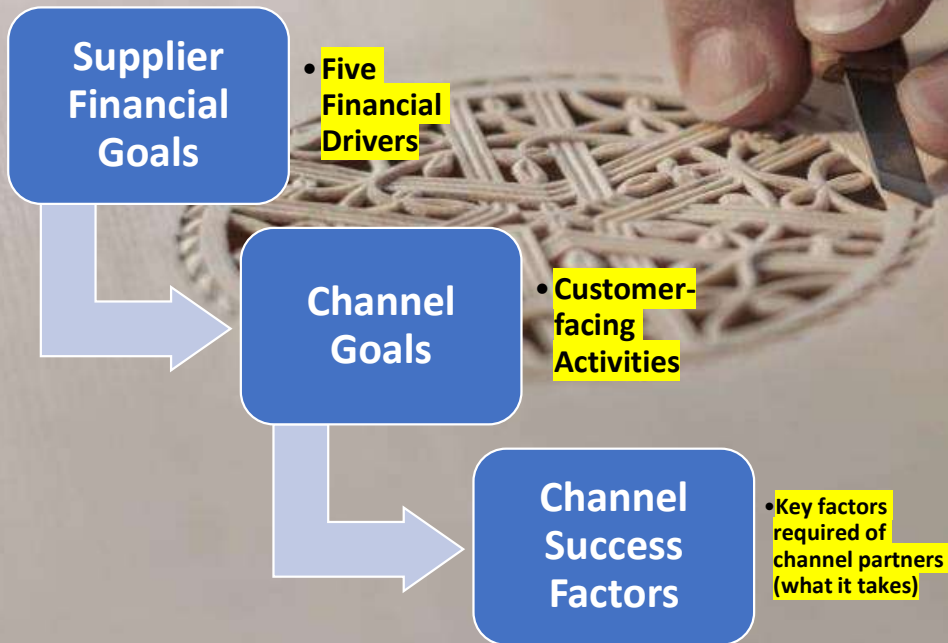 Supplier
Financial
Goals
• Five
Financial
Drivers
Channel
Goals
• Customer-
facing
Activities
Channel
Success
Factors
•Key factors
required of
channel partners
(what it takes)